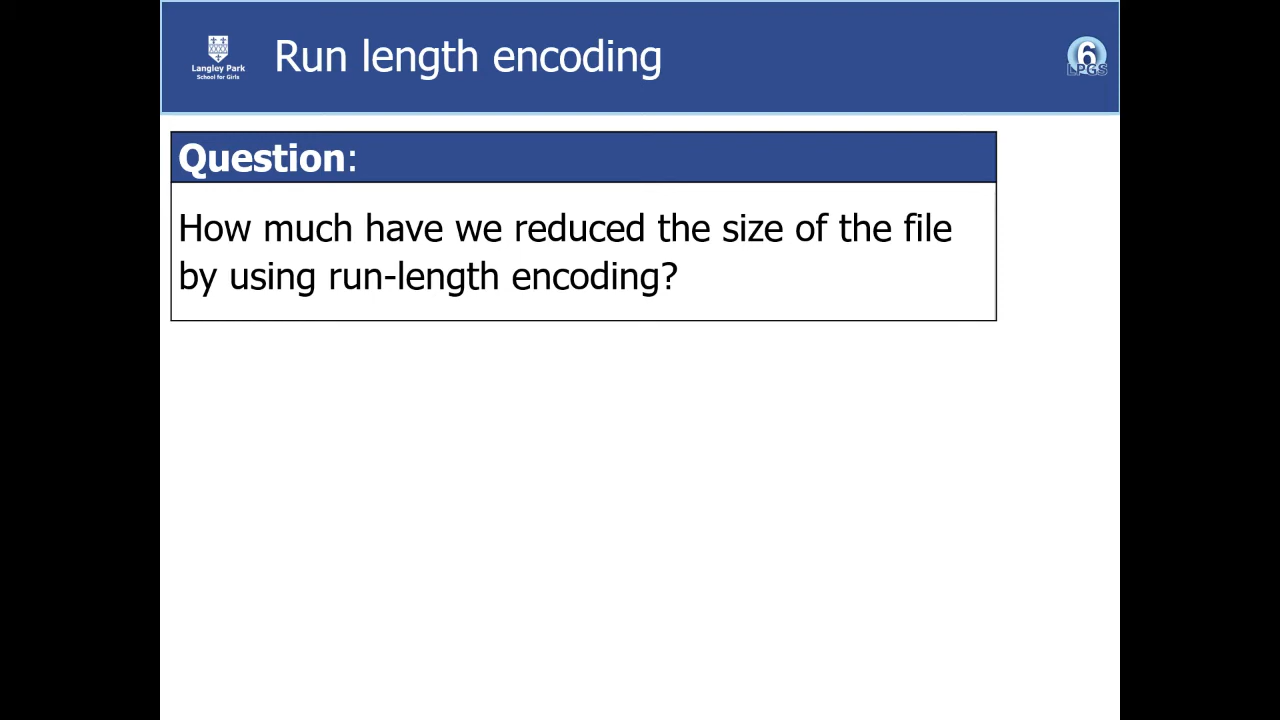 Langley Park
School for Girls
Run length encoding
6
LPGS
Question:
How much have we reduced the size of the file
by using run-length encoding?